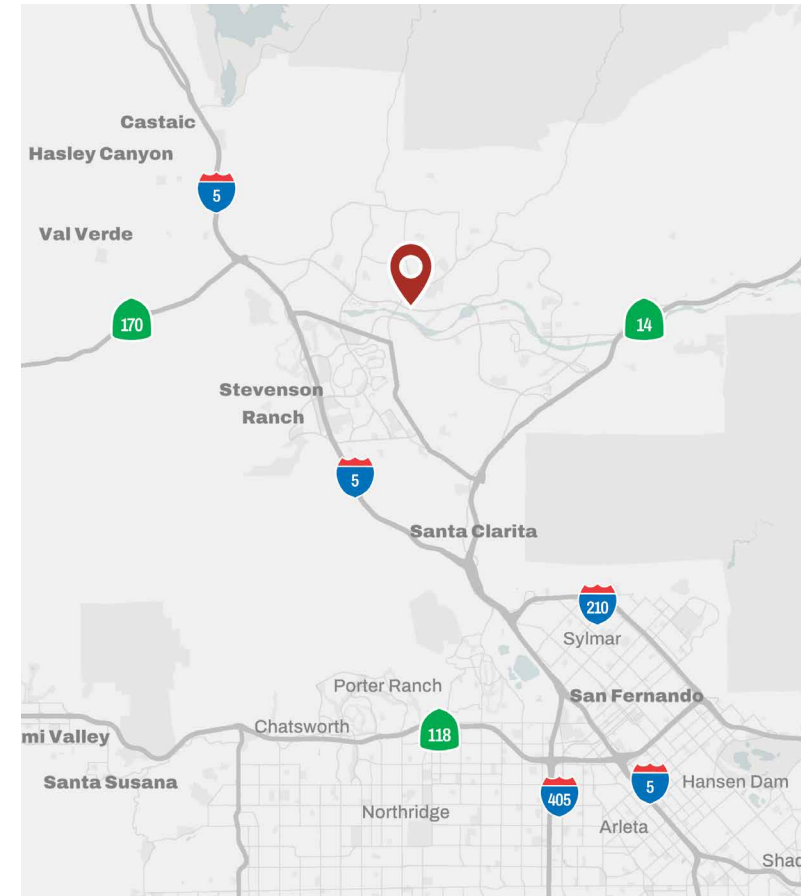 Castaic
Hasley Canyon
5
Val Verde
170
14
Stevenson
Ranch
5
Santa Clarita
210
Sylmar
Porter Ranch
San Fernando
Chatsworth
118
mi Valley
Santa Susana
405
5
Hansen Dam
Northridge
Arleta
Shad